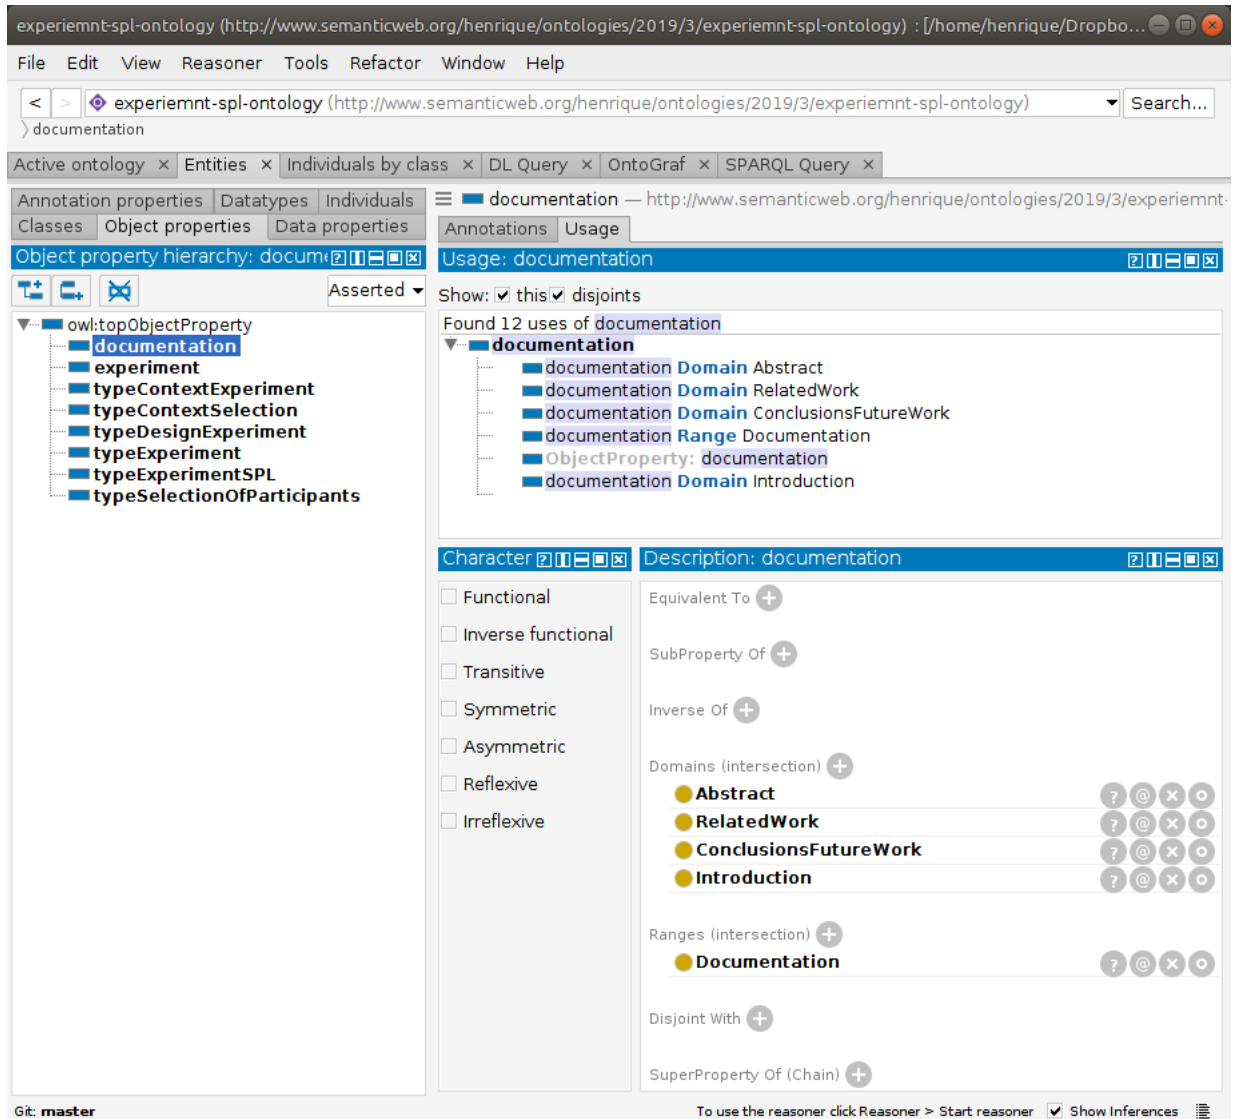 experiemnt-spl-ontology (http://www.semanticweb.org/henrique/ontologies/2019/3/experiemnt-spl-ontology) : [/home/henrique/Dropbo...
File Edit View Reasoner Tools Refactor Window Help
< > experiemnt-spl-ontology (http://www.semanticweb.org/henrique/ontologies/2019/3/experiemnt-spl-ontology) Search...
documentation
Active ontology × Entities × Individuals by class × DL Query × OntoGraf × SPARQL Query ×
Annotation properties Datatypes Individuals
Classes Object properties Data properties
Object property hierarchy: docume
Asserted
owl:topObjectProperty
documentation
experiment
typeContextExperiment
typeContextSelection
typeDesignExperiment
typeExperiment
typeExperimentSPL
typeSelectionOfParticipants
documentation — http://www.semanticweb.org/henrique/ontologies/2019/3/experiemnt-
Annotations Usage
Usage: documentation
Show: this disjoints
Found 12 uses of documentation
documentation
documentation Domain Abstract
documentation Domain RelatedWork
documentation Domain ConclusionsFutureWork
documentation Range Documentation
ObjectProperty: documentation
documentation Domain Introduction
Character
Functional
Inverse functional
Transitive
Symmetric
Asymmetric
Reflexive
Irreflexive
Description: documentation
Equivalent To
SubProperty Of
Inverse Of
Domains (intersection)
Abstract
RelatedWork
ConclusionsFutureWork
Introduction
Ranges (intersection)
Documentation
Disjoint With
SuperProperty Of (Chain)
Git: master
To use the reasoner click Reasoner > Start reasoner Show Inferences